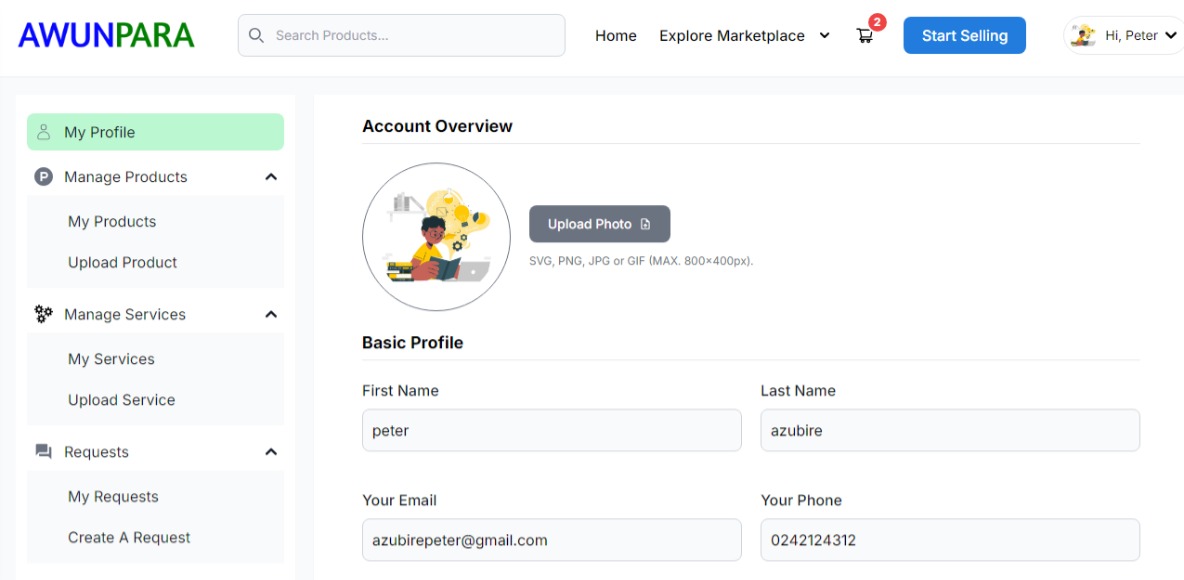 AWUNPARA
Search Products...
Home
Explore Marketplace
2
Start Selling
Hi, Peter
My Profile
P
Manage Products
My Products
Upload Product
Manage Services
My Services
Upload Service
Requests
My Requests
Create A Request
Account Overview
Upload Photo
SVG, PNG, JPG or GIF (MAX. 800×400px).
Basic Profile
First Name
Last Name
peter
azubire
Your Email
Your Phone
azubirepeter@gmail.com
0242124312